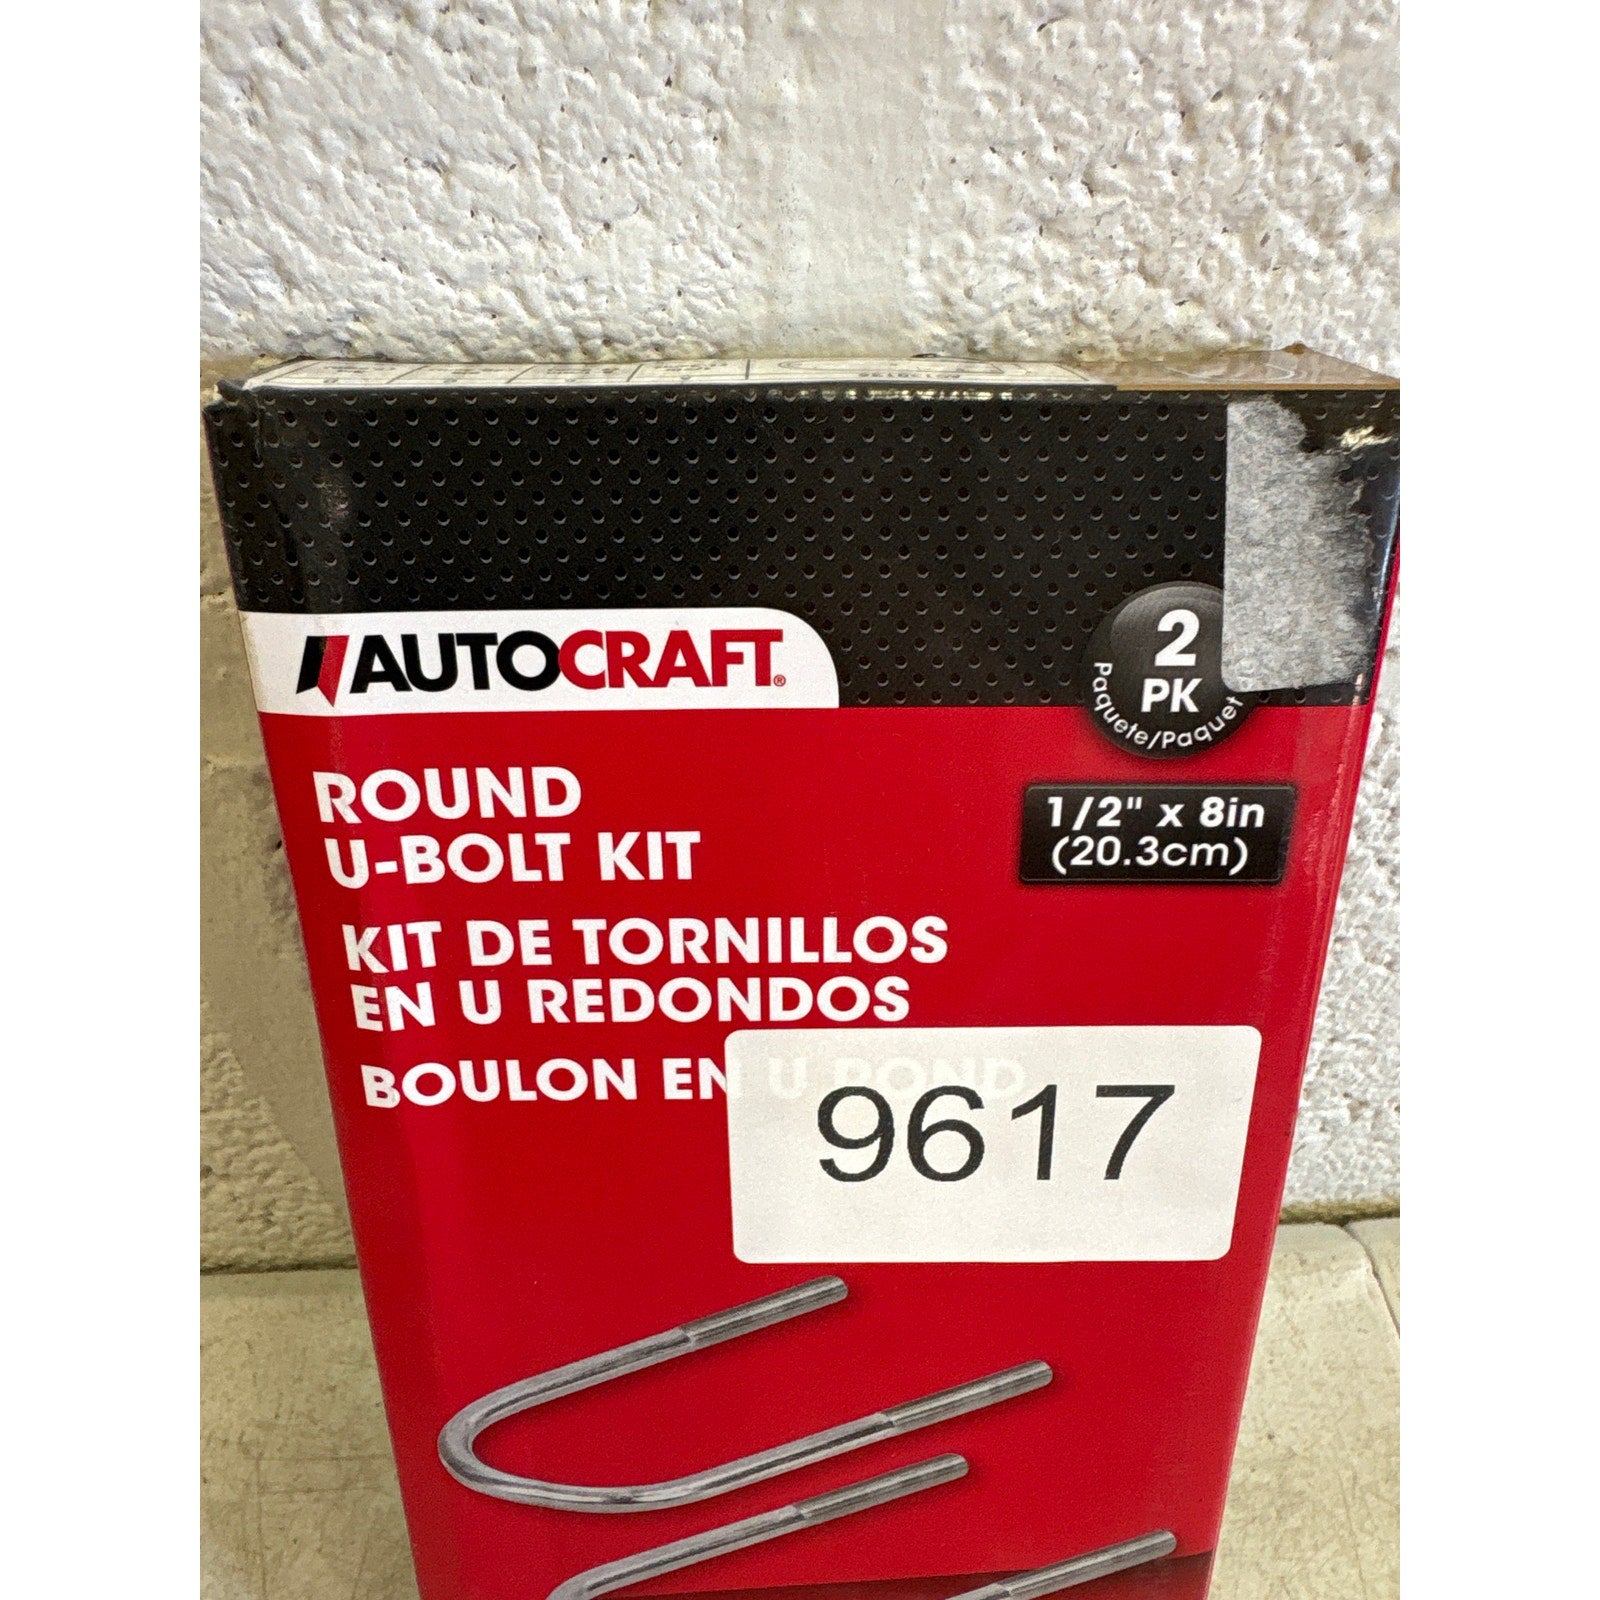 AUTOCRAFT®
2
PK
Paquete/Paquet
ROUND
U-BOLT KIT
1/2" x 8in
(20.3cm)
KIT DE TORNILLOS
EN U REDONDOS
BOULON EN U ROND
9617